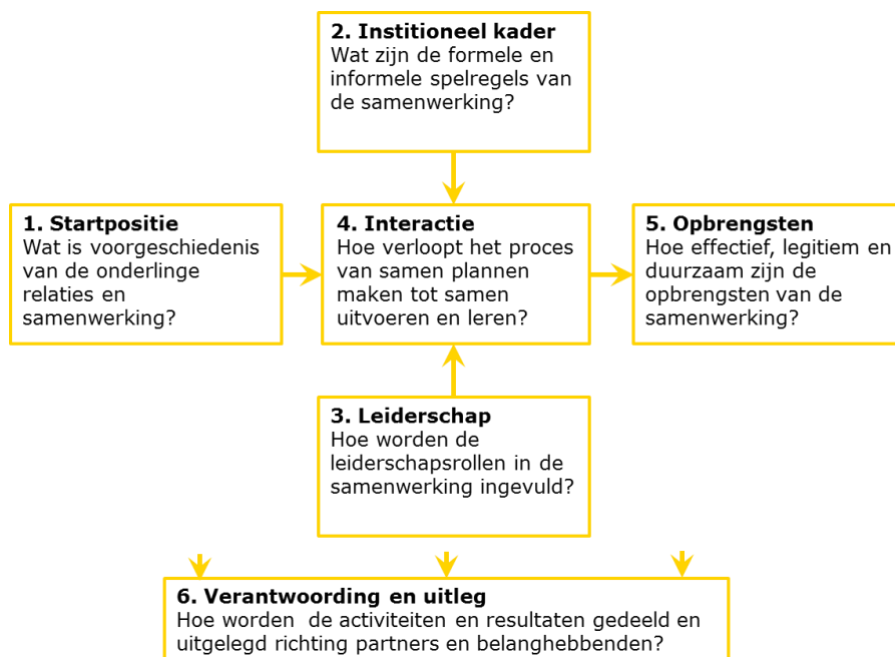 2. Institioneel kader
Wat zijn de formele en
informele spelregels van
de samenwerking?
1. Startpositie
Wat is voorgeschiedenis
van de onderlinge
relaties en
samenwerking?
4. Interactie
Hoe verloopt het proces
van samen plannen
maken tot samen
uitvoeren en leren?
5. Opbrengsten
Hoe effectief, legitiem en
duurzaam zijn de
opbrengsten van de
samenwerking?
3. Leiderschap
Hoe worden de
leiderschapsrollen in de
samenwerking ingevuld?
6. Verantwoording en uitleg
Hoe worden  de activiteiten en resultaten gedeeld en
uitgelegd richting partners en belanghebbenden?